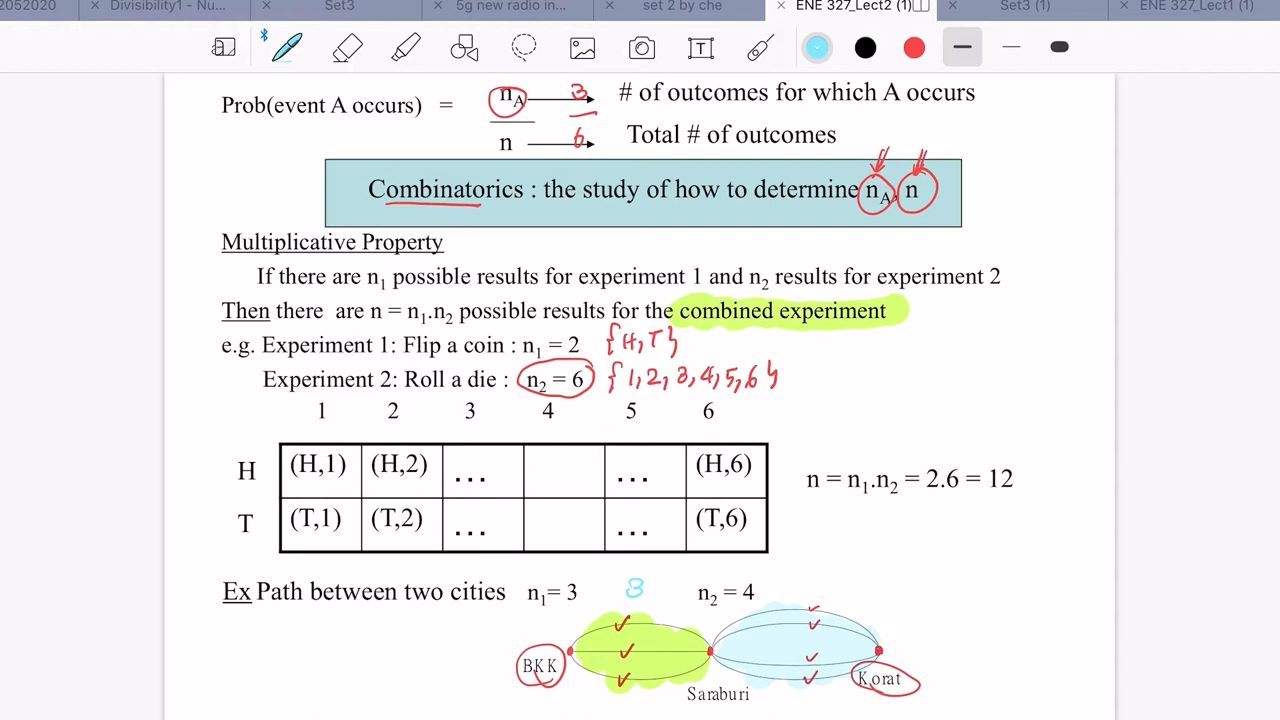 2052020 × Divisibility1 - Nu... × Set3 × 5g new radio in... × set 2 by che × ENE 327_Lect2 (1) × Set3 (1) × ENE 327_Lect1 (1)
Prob(event A occurs) = nA 3 # of outcomes for which A occurs
n 6 Total # of outcomes
Combinatorics : the study of how to determine nA, n
Multiplicative Property
If there are n1 possible results for experiment 1 and n2 results for experiment 2
Then there are n = n1.n2 possible results for the combined experiment
e.g. Experiment 1: Flip a coin : n1 = 2 {H, T}
Experiment 2: Roll a die : n2 = 6 {1, 2, 3, 4, 5, 6}
1 2 3 4 5 6
H (H,1) (H,2) ... ... (H,6)
n = n1.n2 = 2.6 = 12
T (T,1) (T,2) ... ... (T,6)
Ex Path between two cities n1= 3 8 n2 = 4
BKK Korat
Saraburi